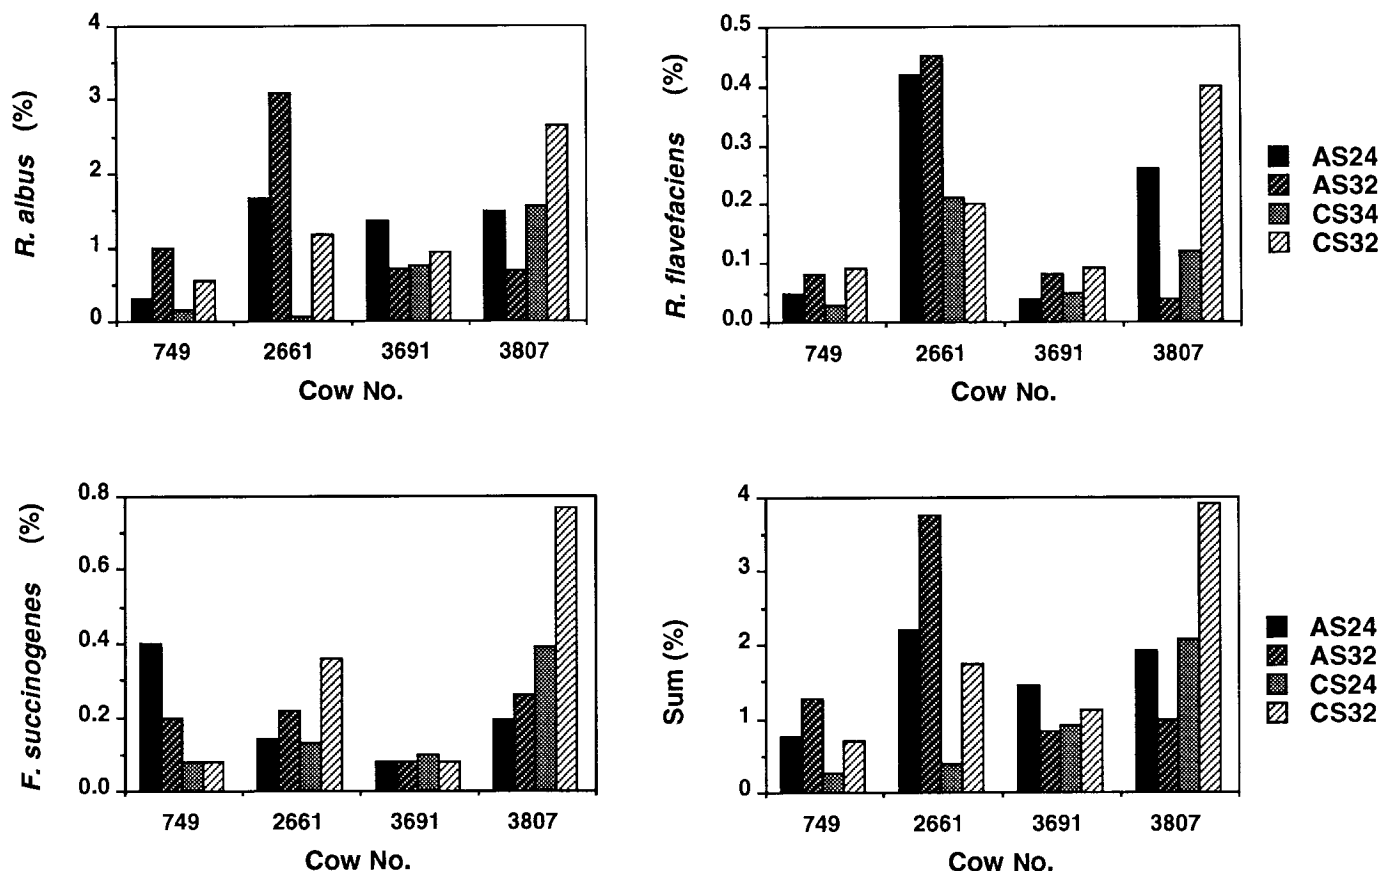 R. albus (%)
4
3
2
1
0
749 2661 3691 3807
Cow No.
R. flavefaciens (%)
0.5
0.4
0.3
0.2
0.1
0.0
749 2661 3691 3807
Cow No.
AS24
AS32
CS34
CS32
F. succinogenes (%)
0.8
0.6
0.4
0.2
0.0
749 2661 3691 3807
Cow No.
Sum (%)
4
3
2
1
0
749 2661 3691 3807
Cow No.
AS24
AS32
CS24
CS32